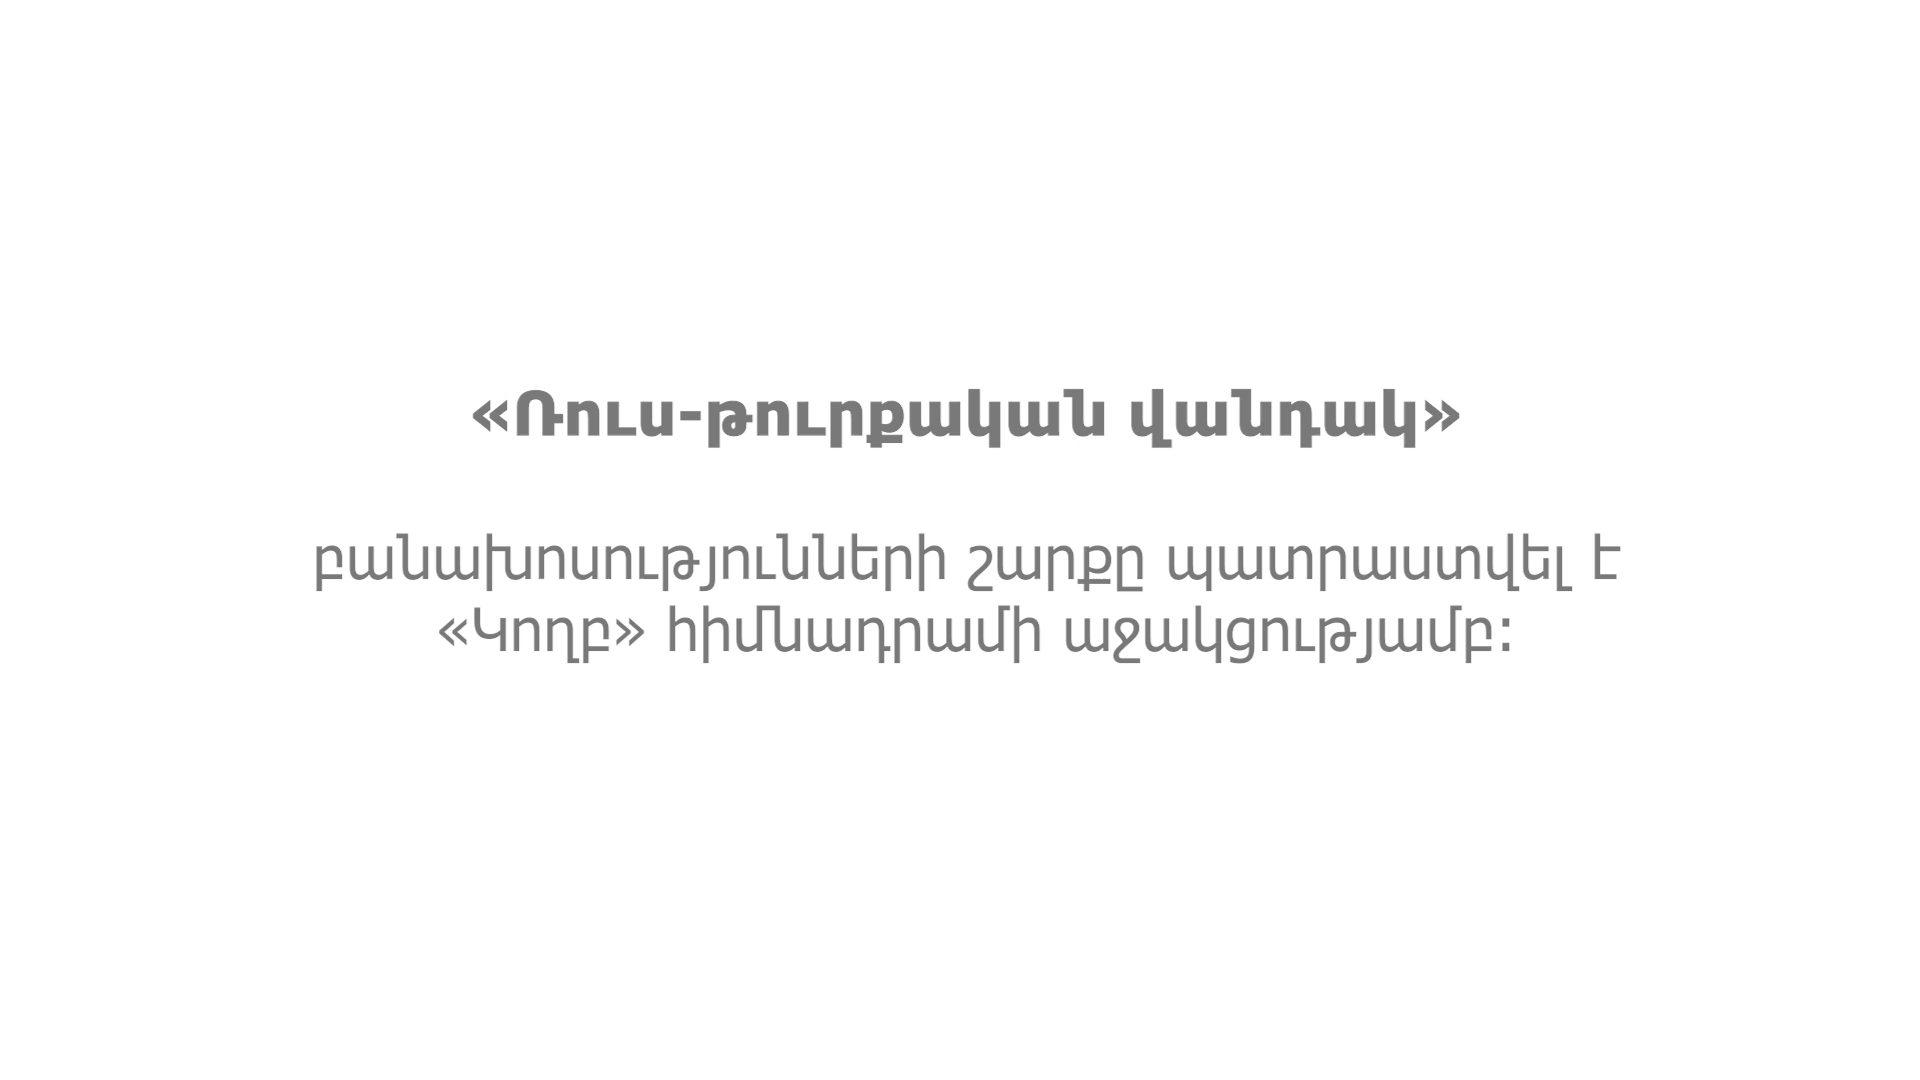 «Ռուս-թուրքական վանդակ»
բանախոսությունների շարքը պատրաստվել է
«Կողբ» հիմնադրամի աջակցությամբ: